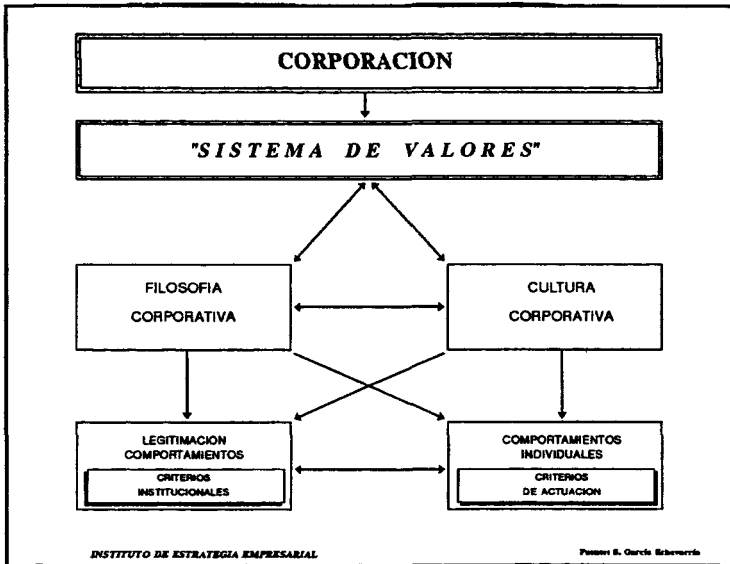 CORPORACION
"SISTEMA DE VALORES"
FILOSOFIA
CORPORATIVA
CULTURA
CORPORATIVA
LEGITIMACION
COMPORTAMIENTOS
CRITERIOS
INSTITUCIONALES
COMPORTAMIENTOS
INDIVIDUALES
CRITERIOS
DE ACTUACION
INSTITUTO DE ESTRATEGIA EMPRESARIAL
Fuente: S. García Echevarría